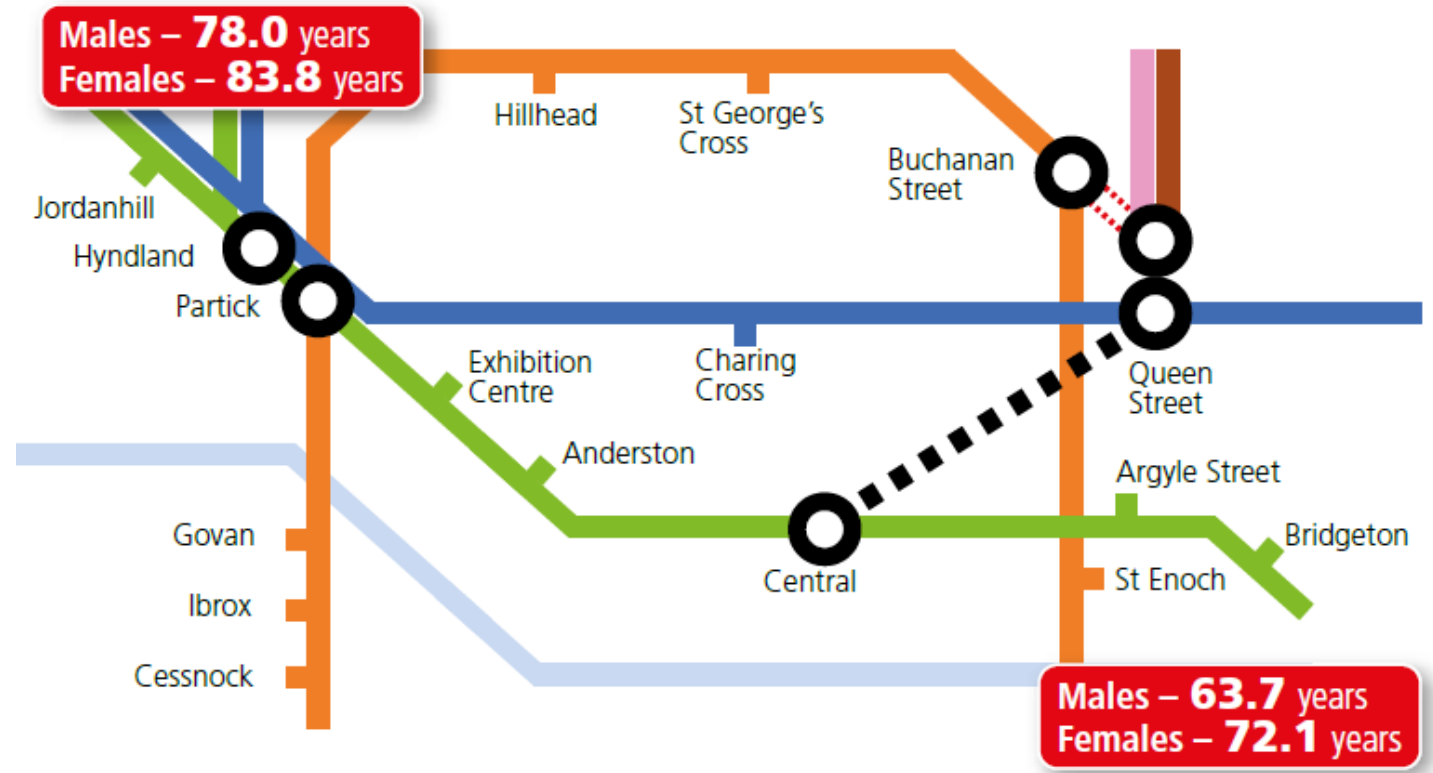 Males – 78.0 years
Females – 83.8 years
Hillhead
St George's
Cross
Buchanan
Street
Jordanhill
Hyndland
Partick
Exhibition
Centre
Charing
Cross
Queen
Street
Anderston
Argyle Street
Govan
Bridgeton
Central
St Enoch
Ibrox
Cessnock
Males – 63.7 years
Females – 72.1 years